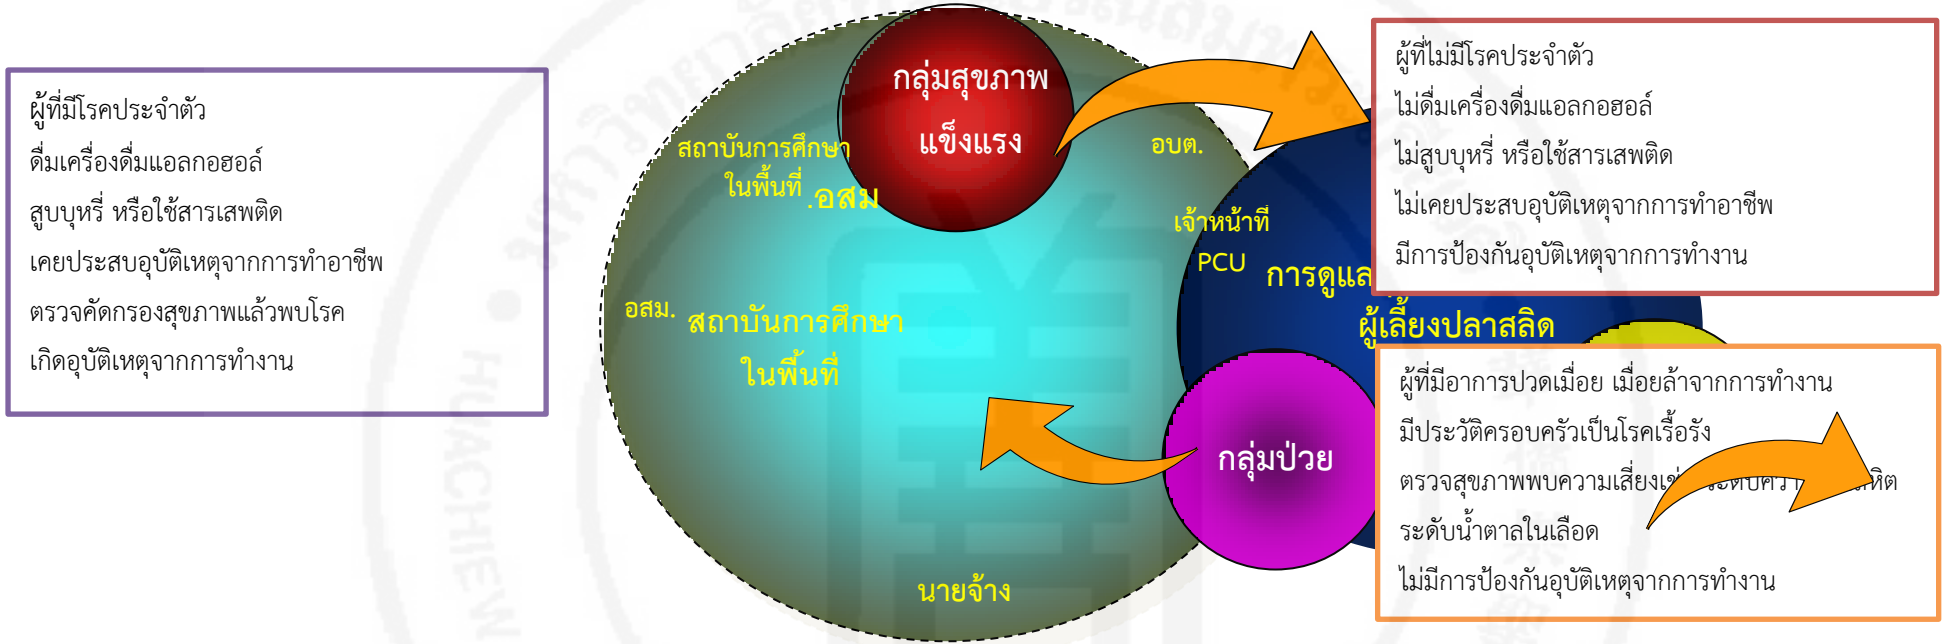 ผู้ที่มีโรคประจำตัว
ดื่มเครื่องดื่มแอลกอฮอล์
สูบบุหรี่ หรือใช้สารเสพติด
เคยประสบอุบัติเหตุจากการทำอาชีพ
ตรวจคัดกรองสุขภาพแล้วพบโรค
เกิดอุบัติเหตุจากการทำงาน
กลุ่มสุขภาพ
แข็งแรง
สถาบันการศึกษา
ในพื้นที่
.อสม
อบต.
เจ้าหน้าที่
PCU
อสม.
สถาบันการศึกษา
ในพื้นที่
การดูแล
ผู้เลี้ยงปลาสลิด
กลุ่มป่วย
นายจ้าง
ผู้ที่ไม่มีโรคประจำตัว
ไม่ดื่มเครื่องดื่มแอลกอฮอล์
ไม่สูบบุหรี่ หรือใช้สารเสพติด
ไม่เคยประสบอุบัติเหตุจากการทำอาชีพ
มีการป้องกันอุบัติเหตุจากการทำงาน
ผู้ที่มีอาการปวดเมื่อย เมื่อยล้าจากการทำงาน
มีประวัติครอบครัวเป็นโรคเรื้อรัง
ตรวจสุขภาพพบความเสี่ยง
ระดับน้ำตาลในเลือด
ไม่มีการป้องกันอุบัติเหตุจากการทำงาน
HUACHIEW